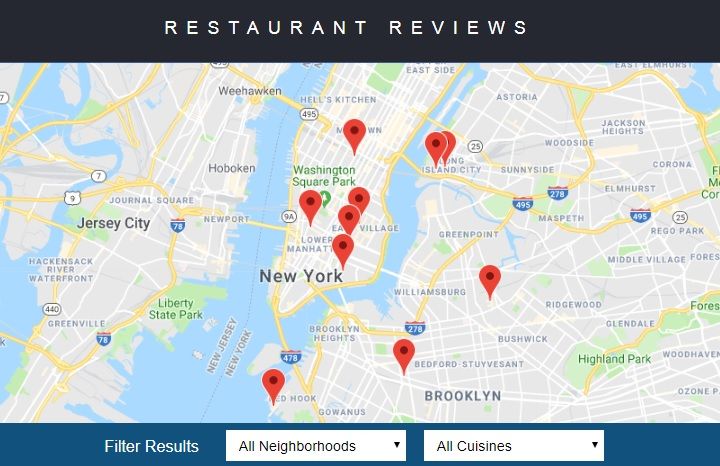 RESTAURANT REVIEWS
EAST SIDE
EAST ELMHURST
Weehawken
HELL'S KITCHEN
ASTORIA
495
JACKSON
HEIGHTS
25
WOODSIDE
7
Hoboken
Washington
Square Park
ISLAND CITY
SUNNYSIDE
CORONA
JOURNAL SQUARE
278
ELMHURST
9
9A
495
495
25
Jersey City
78
NEWPORT
MASPETH
REGO PARK
VILLAGE
LOWER
GREENPOINT
HACKENSACK
RIVER
WATERFRONT
New York
MIDDLE VILLAGE
WILLIAMSBURG
Liberty
State Park
RIDGEWOOD
440
GREENVILLE
78
NEW JERSEY
NEW YORK
BROOKLYN
HEIGHTS
278
BUSHWICK
GLENDALE
478
BEDFORD-STUYVESANT
Highland Park
WOODHAVEN
HOOK
GOWANUS
BROOKLYN
OZONE PARK
Filter Results
All Neighborhoods
All Cuisines